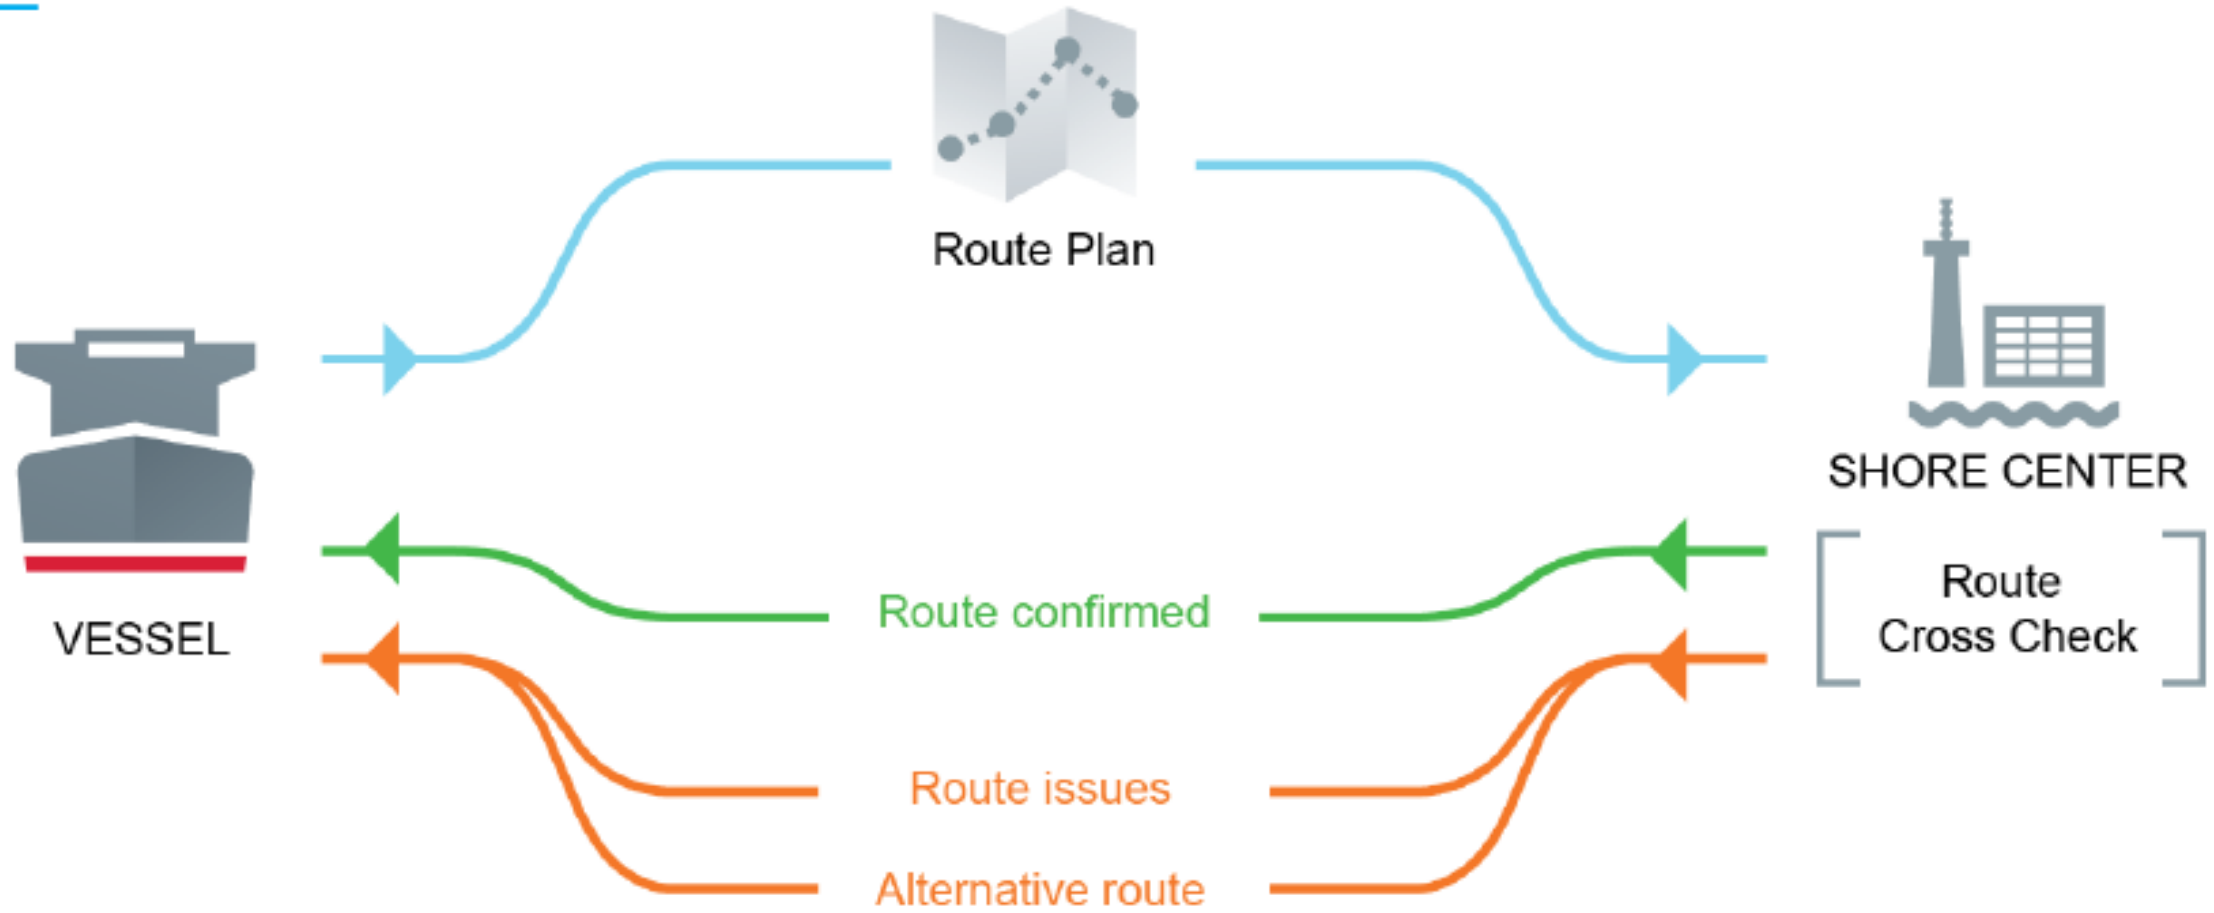 Route Plan
SHORE CENTER
Route
Cross Check
VESSEL
Route confirmed
Route issues
Alternative route